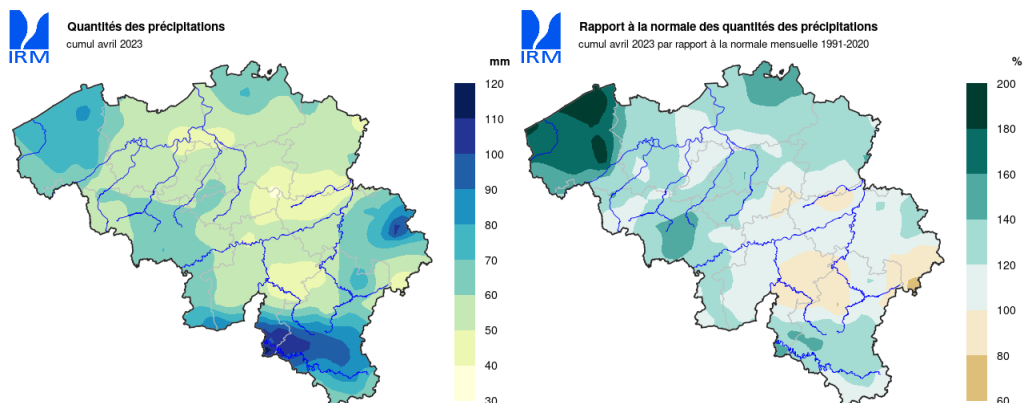 IRM
Quantités des précipitations
cumul avril 2023
mm
120
110
100
90
80
70
60
50
40
30
IRM
Rapport à la normale des quantités des précipitations
cumul avril 2023 par rapport à la normale mensuelle 1991-2020
%
200
180
160
140
120
100
80
60